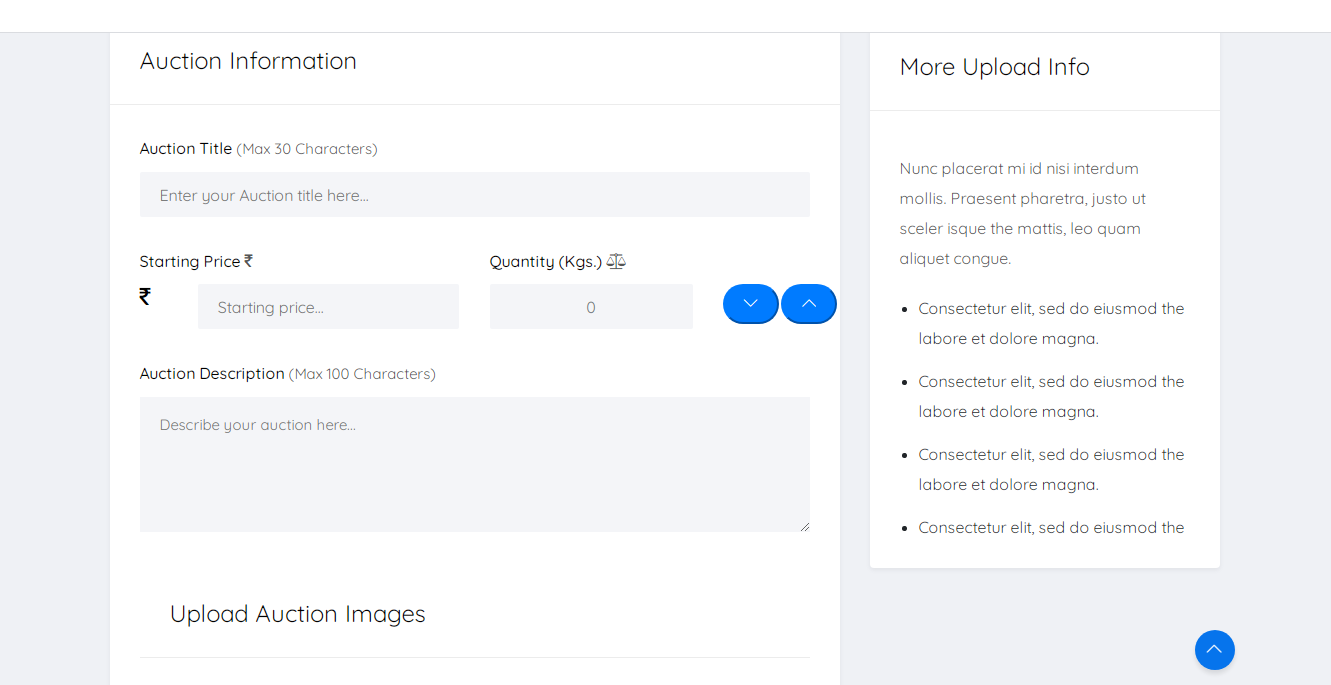 Auction Information
Auction Title (Max 30 Characters)
Enter your Auction title here...
Starting Price ₹
₹
Starting price...
Quantity (Kgs.)
0
Auction Description (Max 100 Characters)
Describe your auction here...
Upload Auction Images
More Upload Info
Nunc placerat mi id nisi interdum
mollis. Praesent pharetra, justo ut
sceler isque the mattis, leo quam
aliquet congue.
Consectetur elit, sed do eiusmod the
labore et dolore magna.
Consectetur elit, sed do eiusmod the
labore et dolore magna.
Consectetur elit, sed do eiusmod the
labore et dolore magna.
Consectetur elit, sed do eiusmod the